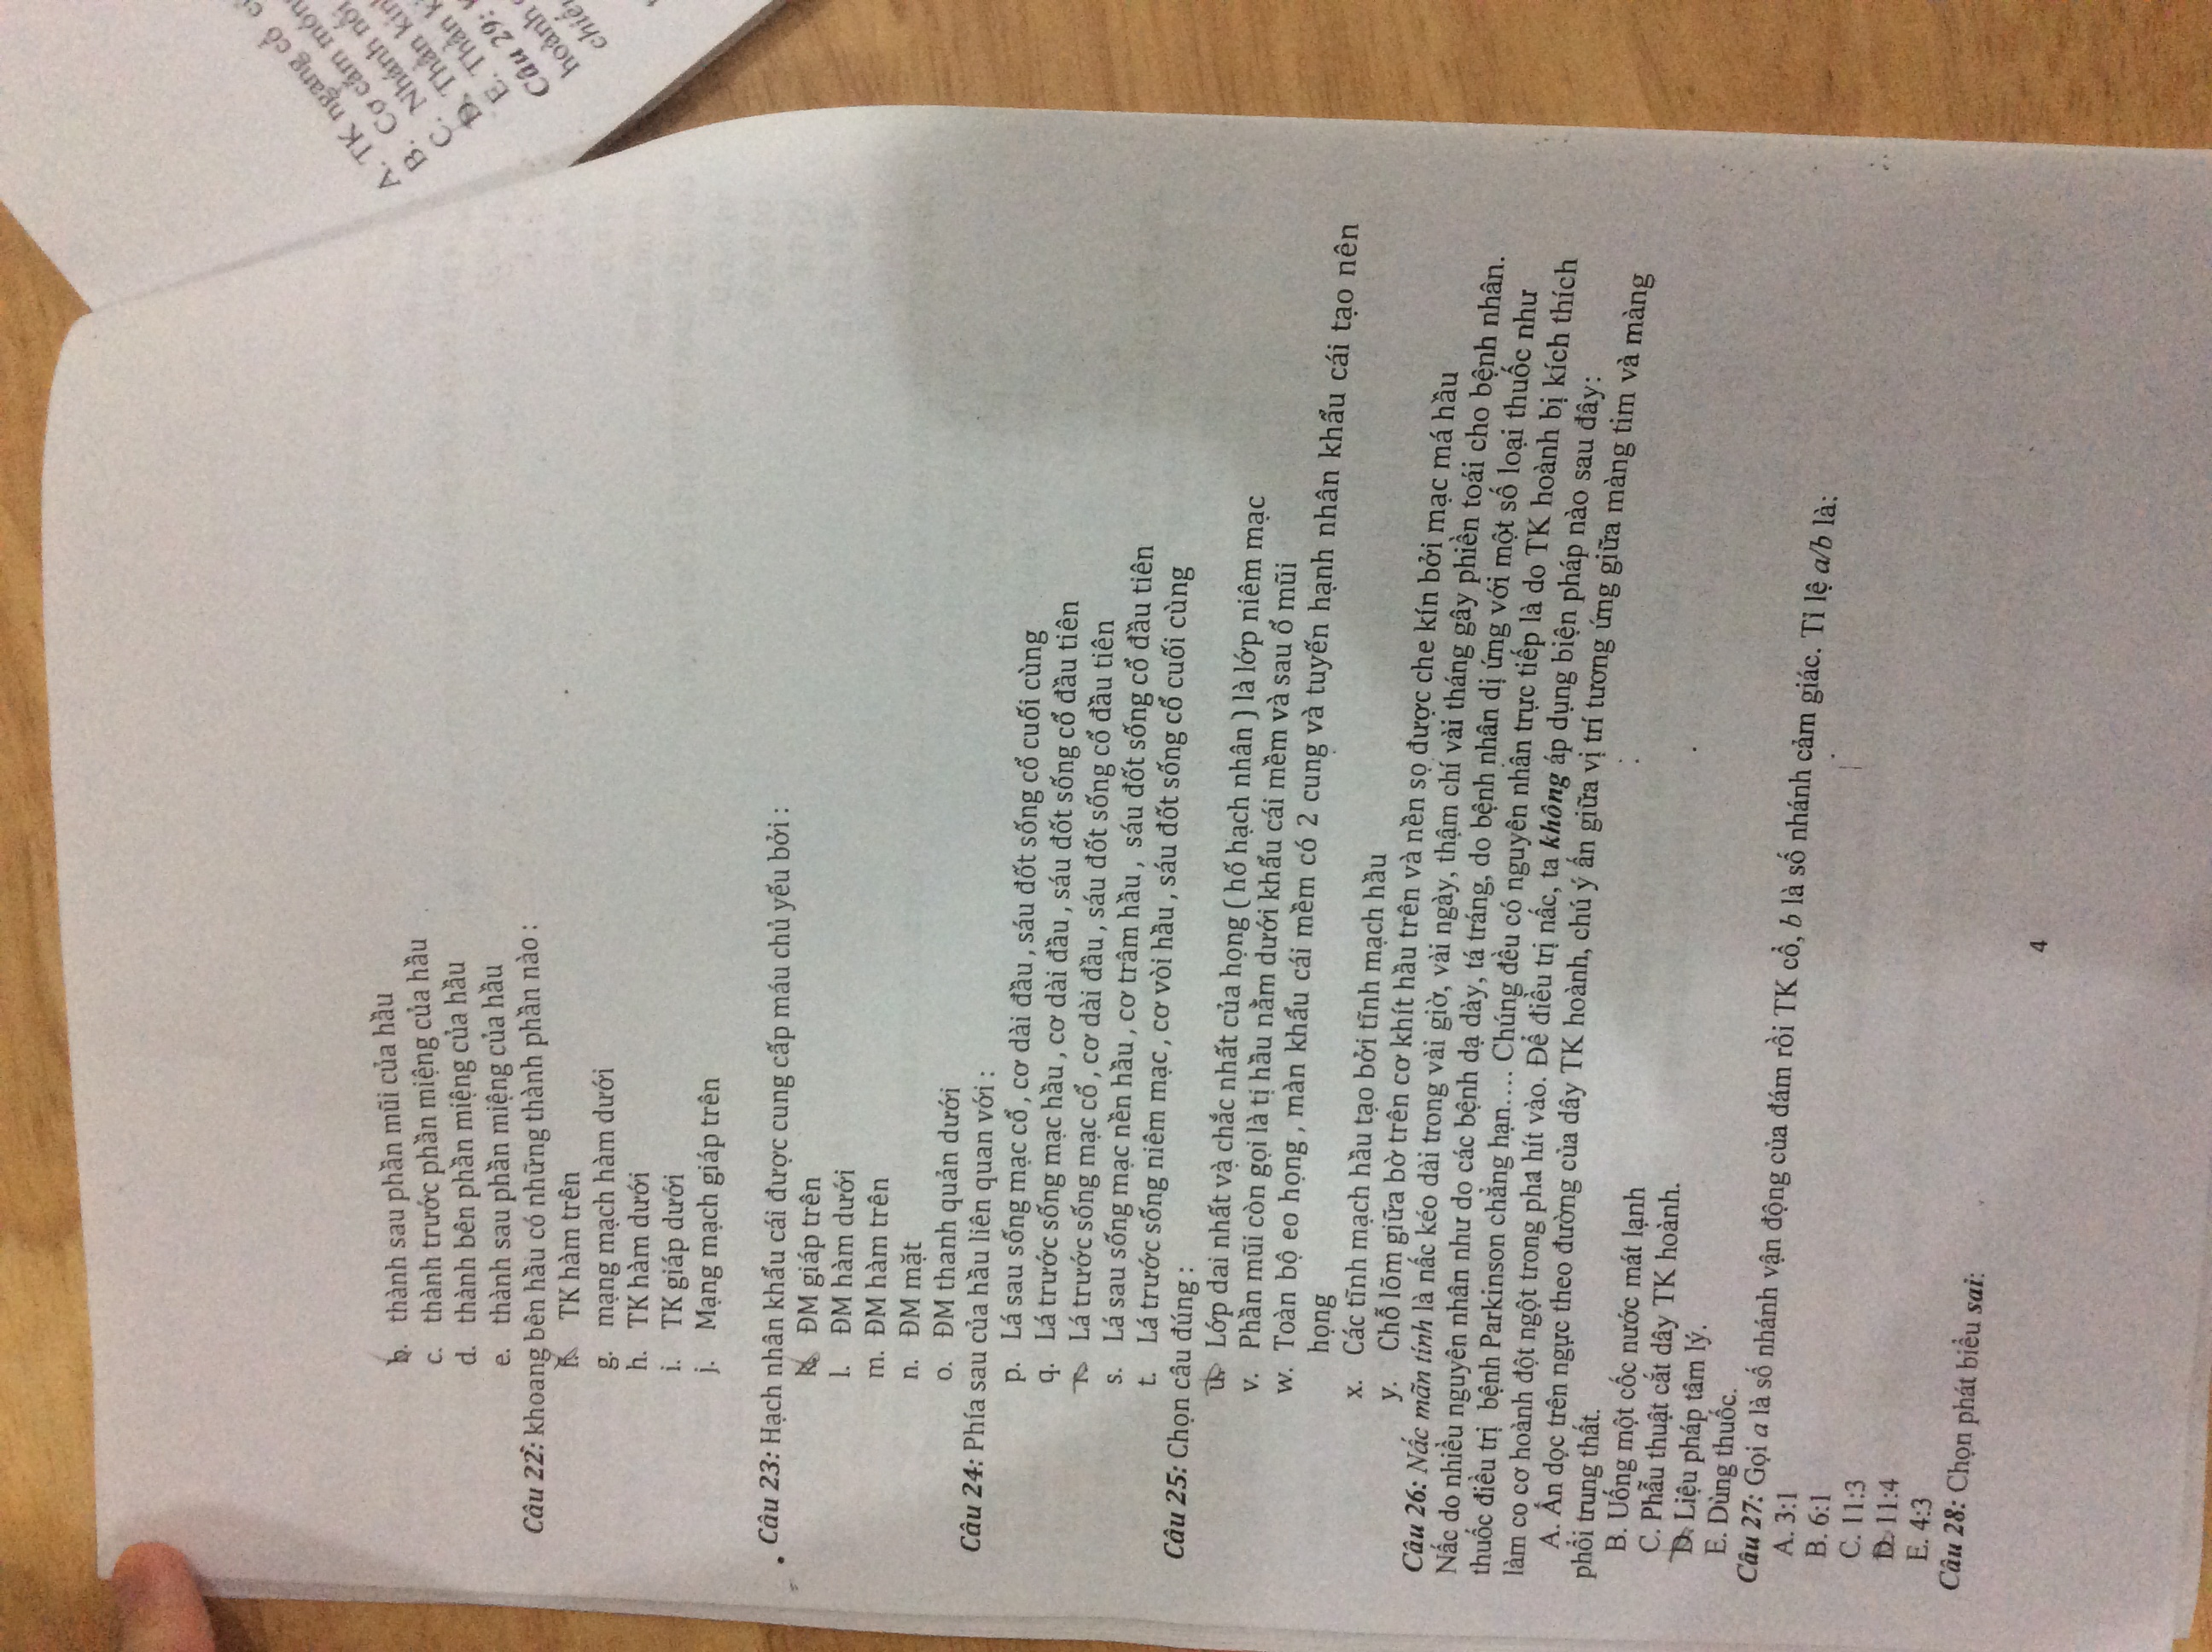 b. thành sau phần mũi của hầu
c. thành trước phần miệng của hầu
d. thành bên phần miệng của hầu
e. thành sau phần miệng của hầu
Câu 22: khoang bên hầu có những thành phần nào :
f. TK hàm trên
g. mạng mạch hàm dưới
h. TK hàm dưới
i. TK giáp dưới
j. Mạng mạch giáp trên
Câu 23: Hạch nhân khẩu cái được cung cấp máu chủ yếu bởi :
k. ĐM giáp trên
l. ĐM hàm dưới
m. ĐM hàm trên
n. ĐM mặt
o. ĐM thanh quản dưới
Câu 24: Phía sau của hầu liên quan với :
p. Lá sau sống mạc cổ , cơ dài đầu , sáu đốt sống cổ cuối cùng
q. Lá trước sống mạc hầu , cơ dài đầu , sáu đốt sống cổ đầu tiên
r. Lá trước sống mạc cổ , cơ dài đầu , sáu đốt sống cổ đầu tiên
s. Lá sau sống mạc nền hầu , cơ trâm hầu , sáu đốt sống cổ đầu tiên
t. Lá trước sống niêm mạc , cơ vòi hầu , sáu đốt sống cổ cuối cùng
Câu 25: Chọn câu đúng :
u. Lớp dai nhất và chắc nhất của họng ( hố hạch nhân ) là lớp niêm mạc
v. Phần mũi còn gọi là tị hầu nằm dưới khẩu cái mềm và sau ổ mũi
w. Toàn bộ eo họng , màn khẩu cái mềm có 2 cung và tuyến hạnh nhân khẩu cái tạo nên
họng
x. Các tĩnh mạch hầu tạo bởi tĩnh mạch hầu
y. Chỗ lõm giữa bờ trên cơ khít hầu trên và nền sọ được che kín bởi mạc má hầu
Câu 26: Nấc mãn tính là nấc kéo dài trong vài giờ, vài ngày, thậm chí vài tháng gây phiền toái cho bệnh nhân.
Nấc do nhiều nguyên nhân như do các bệnh dạ dày, tá tráng, do bệnh nhân dị ứng với một số loại thuốc như
thuốc điều trị bệnh Parkinson chẳng hạn.... Chúng đều có nguyên nhân trực tiếp là do TK hoành bị kích thích
làm co cơ hoành đột ngột trong pha hít vào. Để điều trị nấc, ta không áp dụng biện pháp nào sau đây:
A. Ấn dọc trên ngực theo đường của dây TK hoành, chú ý ấn giữa vị trí tương ứng giữa màng tim và màng
phổi trung thất.
B. Uống một cốc nước mát lạnh
C. Phẫu thuật cắt dây TK hoành.
D. Liệu pháp tâm lý.
E. Dùng thuốc.
Câu 27: Gọi a là số nhánh vận động của đám rồi TK cổ, b là số nhánh cảm giác. Tỉ lệ a/b là:
A. 3:1
B. 6:1
C. 11:3
D. 11:4
E. 4:3
Câu 28: Chọn phát biểu sai:
4
A. TK ngang cổ
B. Cơ cằm
C. Nhánh nối
D. Thần
E. Thần
Câu 29:
hoành